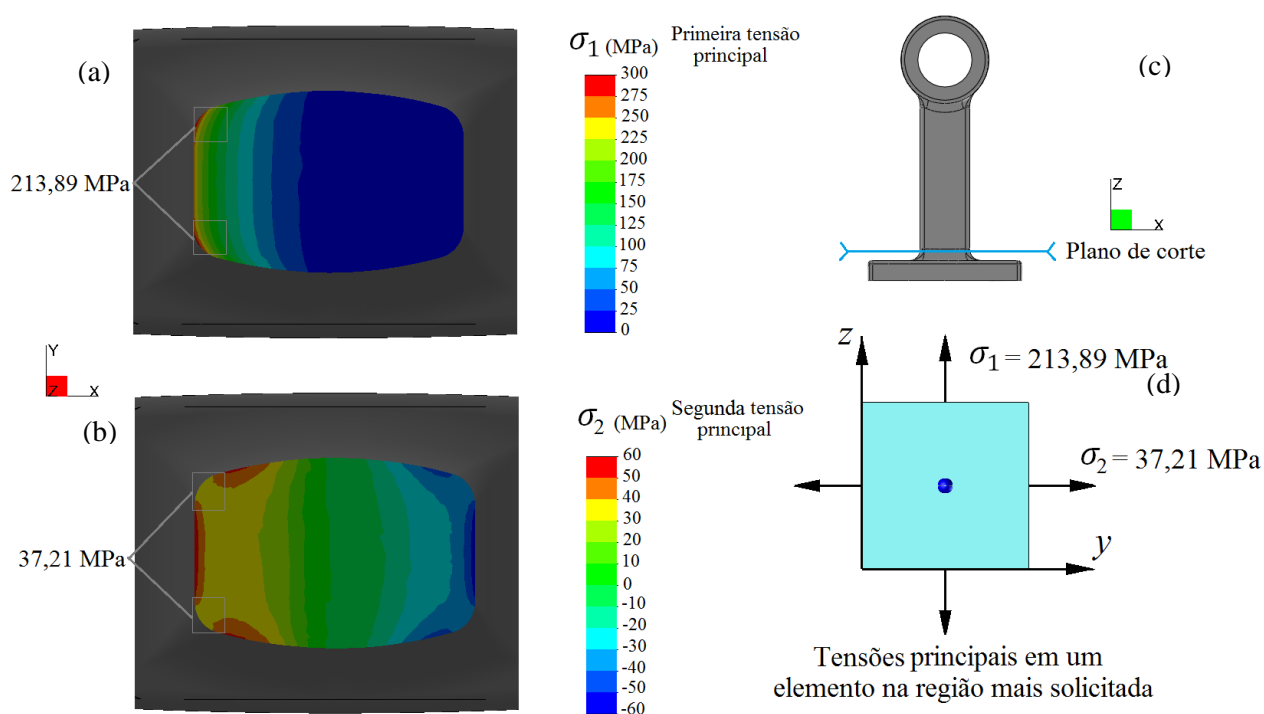 (a)
213,89 MPa
σ1 (MPa)
Primeira tensão
principal
300
275
250
225
200
175
150
125
100
75
50
25
0
Y
Z
X
(b)
37,21 MPa
σ2 (MPa)
Segunda tensão
principal
60
50
40
30
20
10
0
-10
-20
-30
-40
-50
-60
(c)
Z
X
Plano de corte
(d)
z
σ1 = 213,89 MPa
σ2 = 37,21 MPa
y
Tensões principais em um
elemento na região mais solicitada